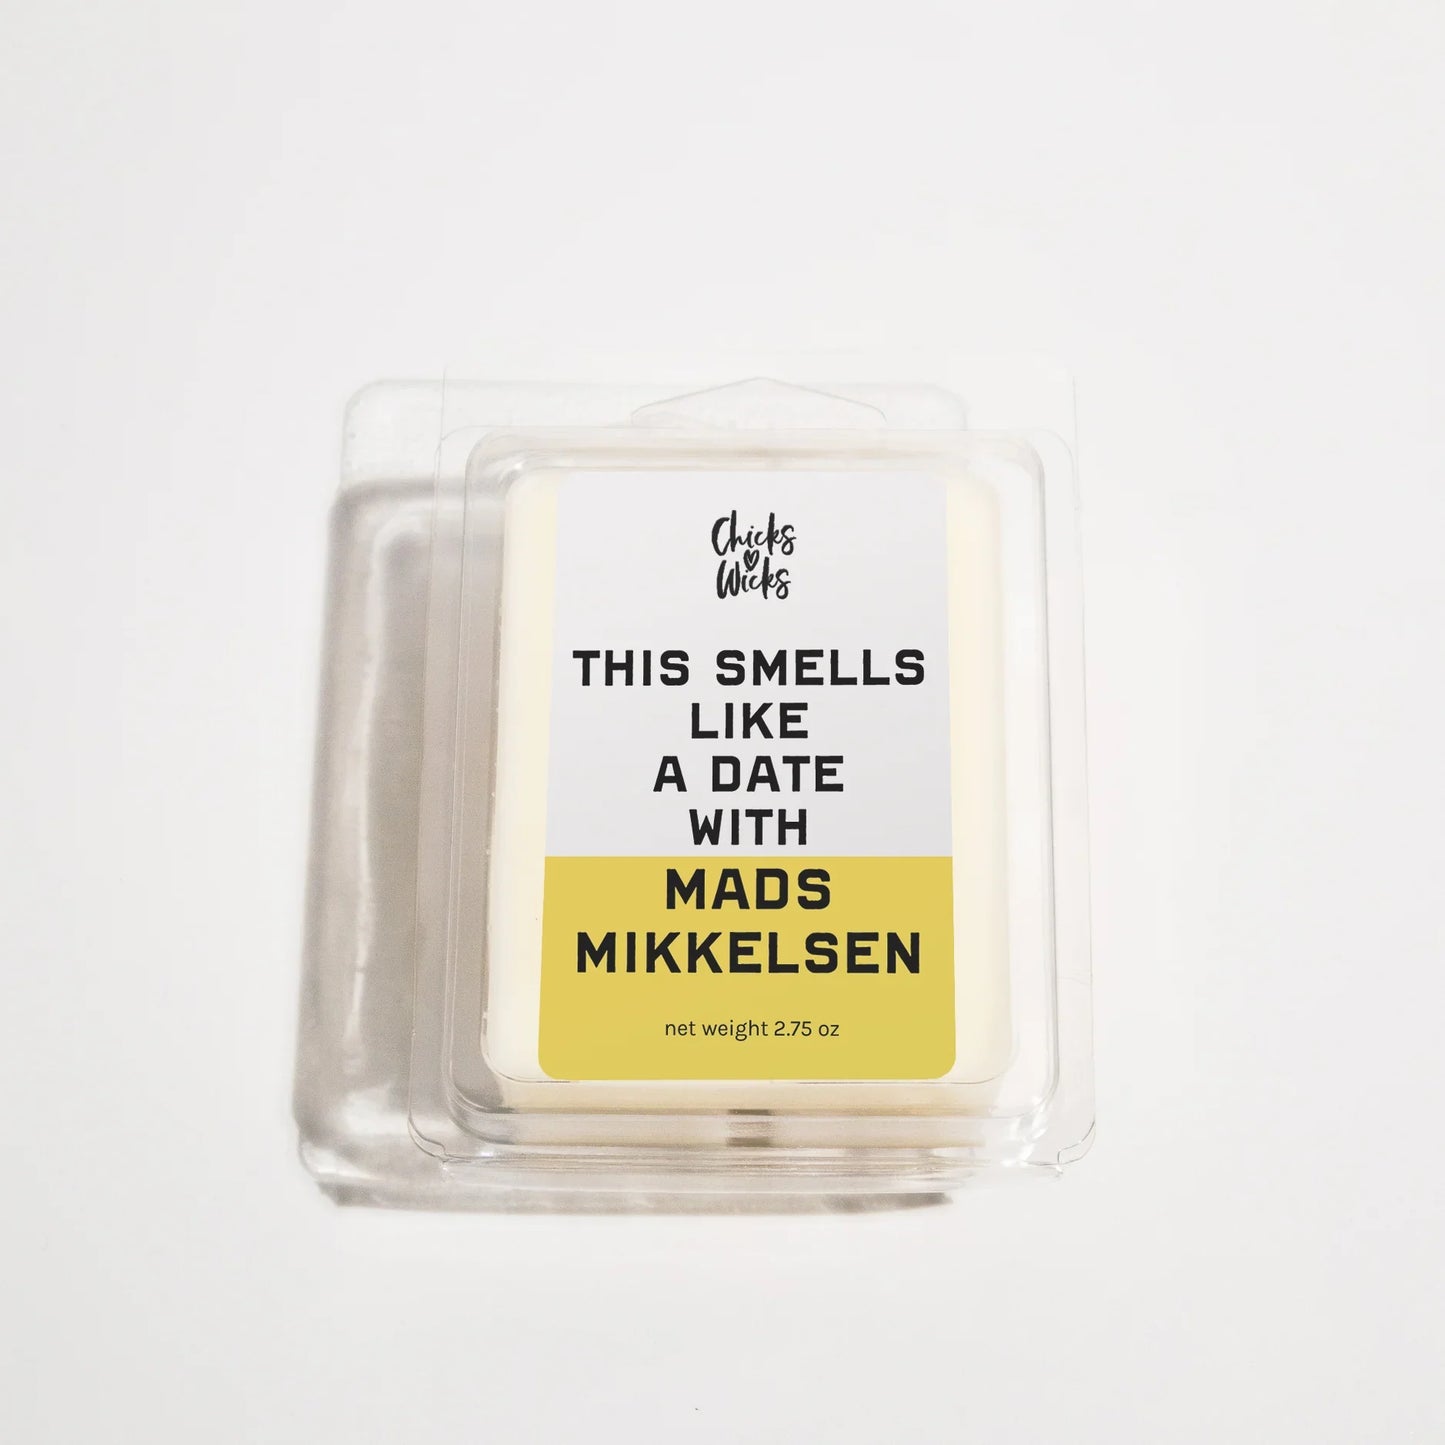 Chicks
Wicks
THIS SMELLS
LIKE
A DATE
WITH
MADS
MIKKELSEN
net weight 2.75 oz